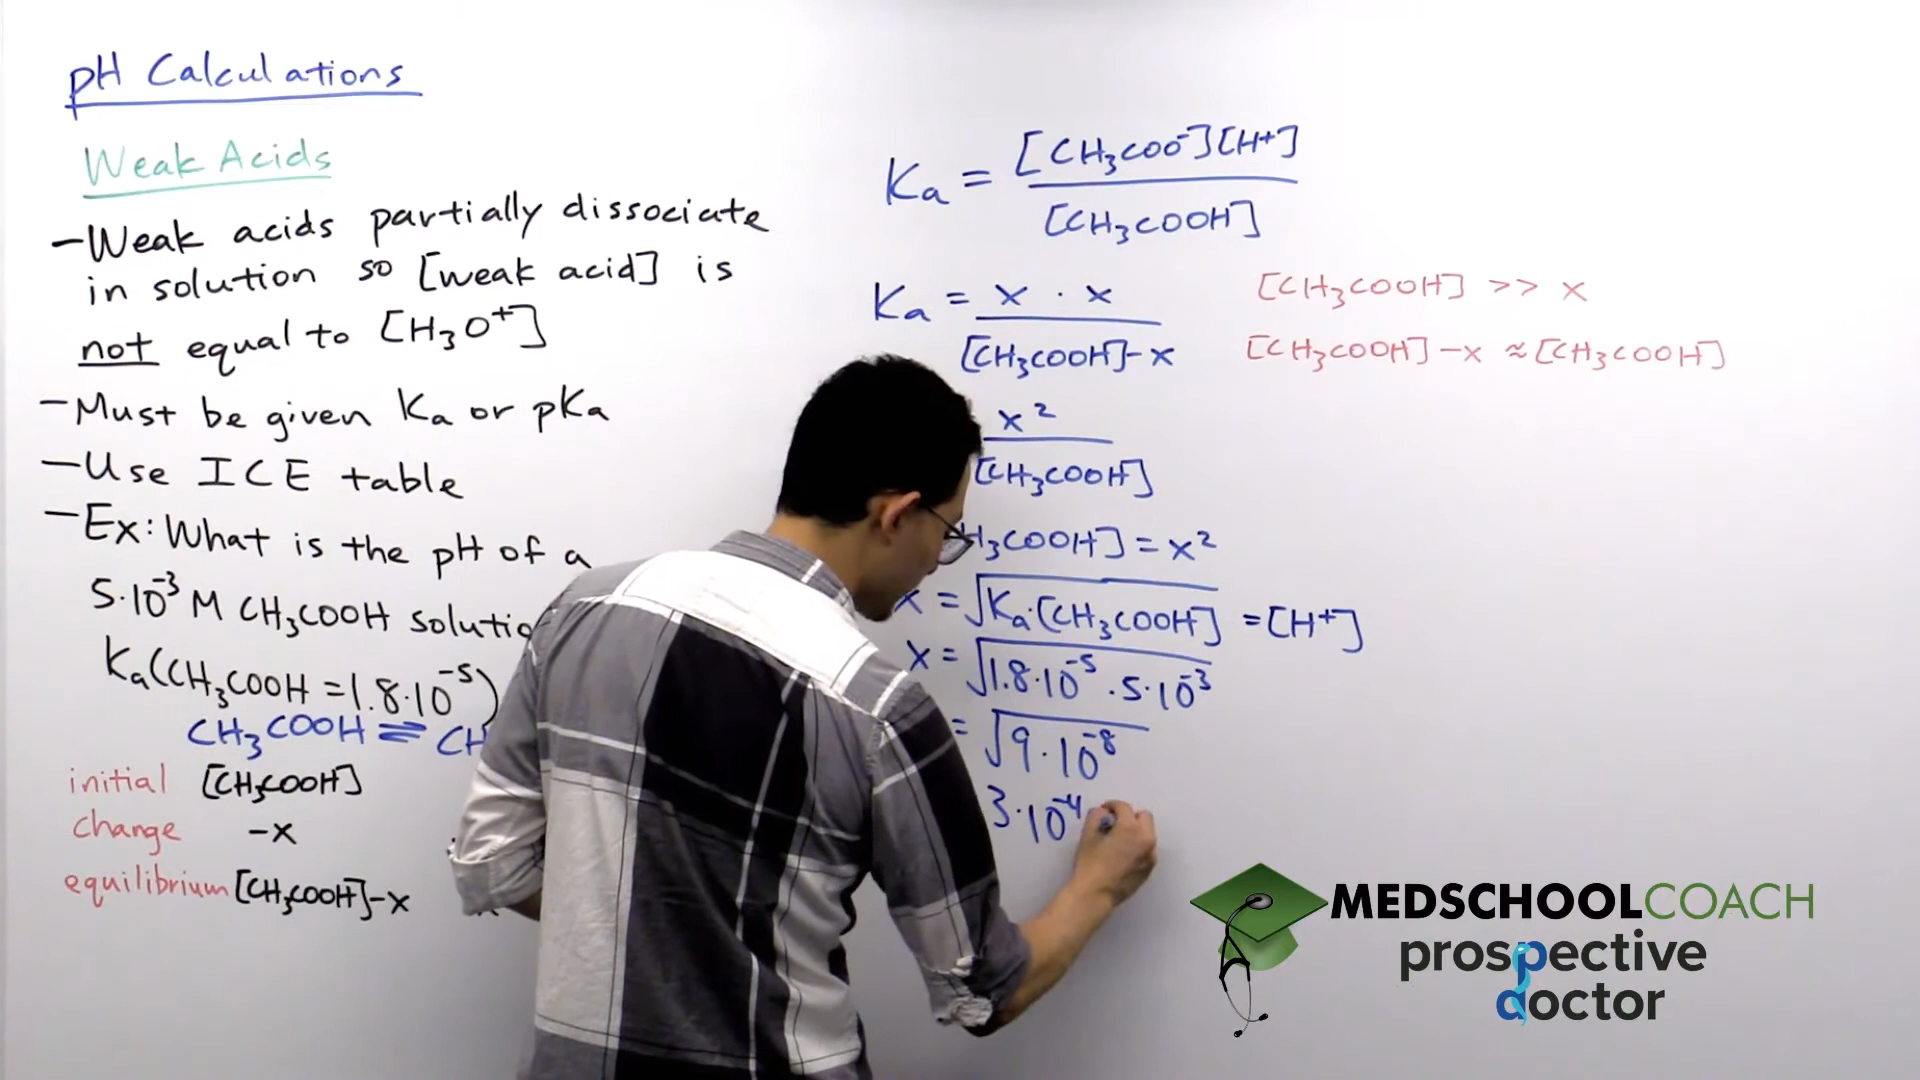 pH Calculations
Weak Acids
- Weak acids partially dissociate
in solution so [weak acid] is
not equal to [H₃O⁺]
- Must be given Ka or pKa
- Use ICE table
- Ex: What is the pH of a
5·10⁻³ M CH₃COOH solutio
Ka(CH₃COOH = 1.8·10⁻⁵)
CH₃COOH ⇌ CH
initial [CH₃COOH]
change -x
equilibrium [CH₃COOH]-x
Ka = [CH₃COO⁻][H⁺]
[CH₃COOH]
Ka = x · x
[CH₃COOH]-x
[CH₃COOH] >> x
[CH₃COOH]-x ≈ [CH₃COOH]
x²
[CH₃COOH]
H₃COOH] = x²
x = √Ka·[CH₃COOH] = [H⁺]
x = √1.8·10⁻⁵ · 5·10⁻³
= √9·10⁻⁸
3·10⁻⁴
MEDSCHOOLCOACH
prospective
doctor